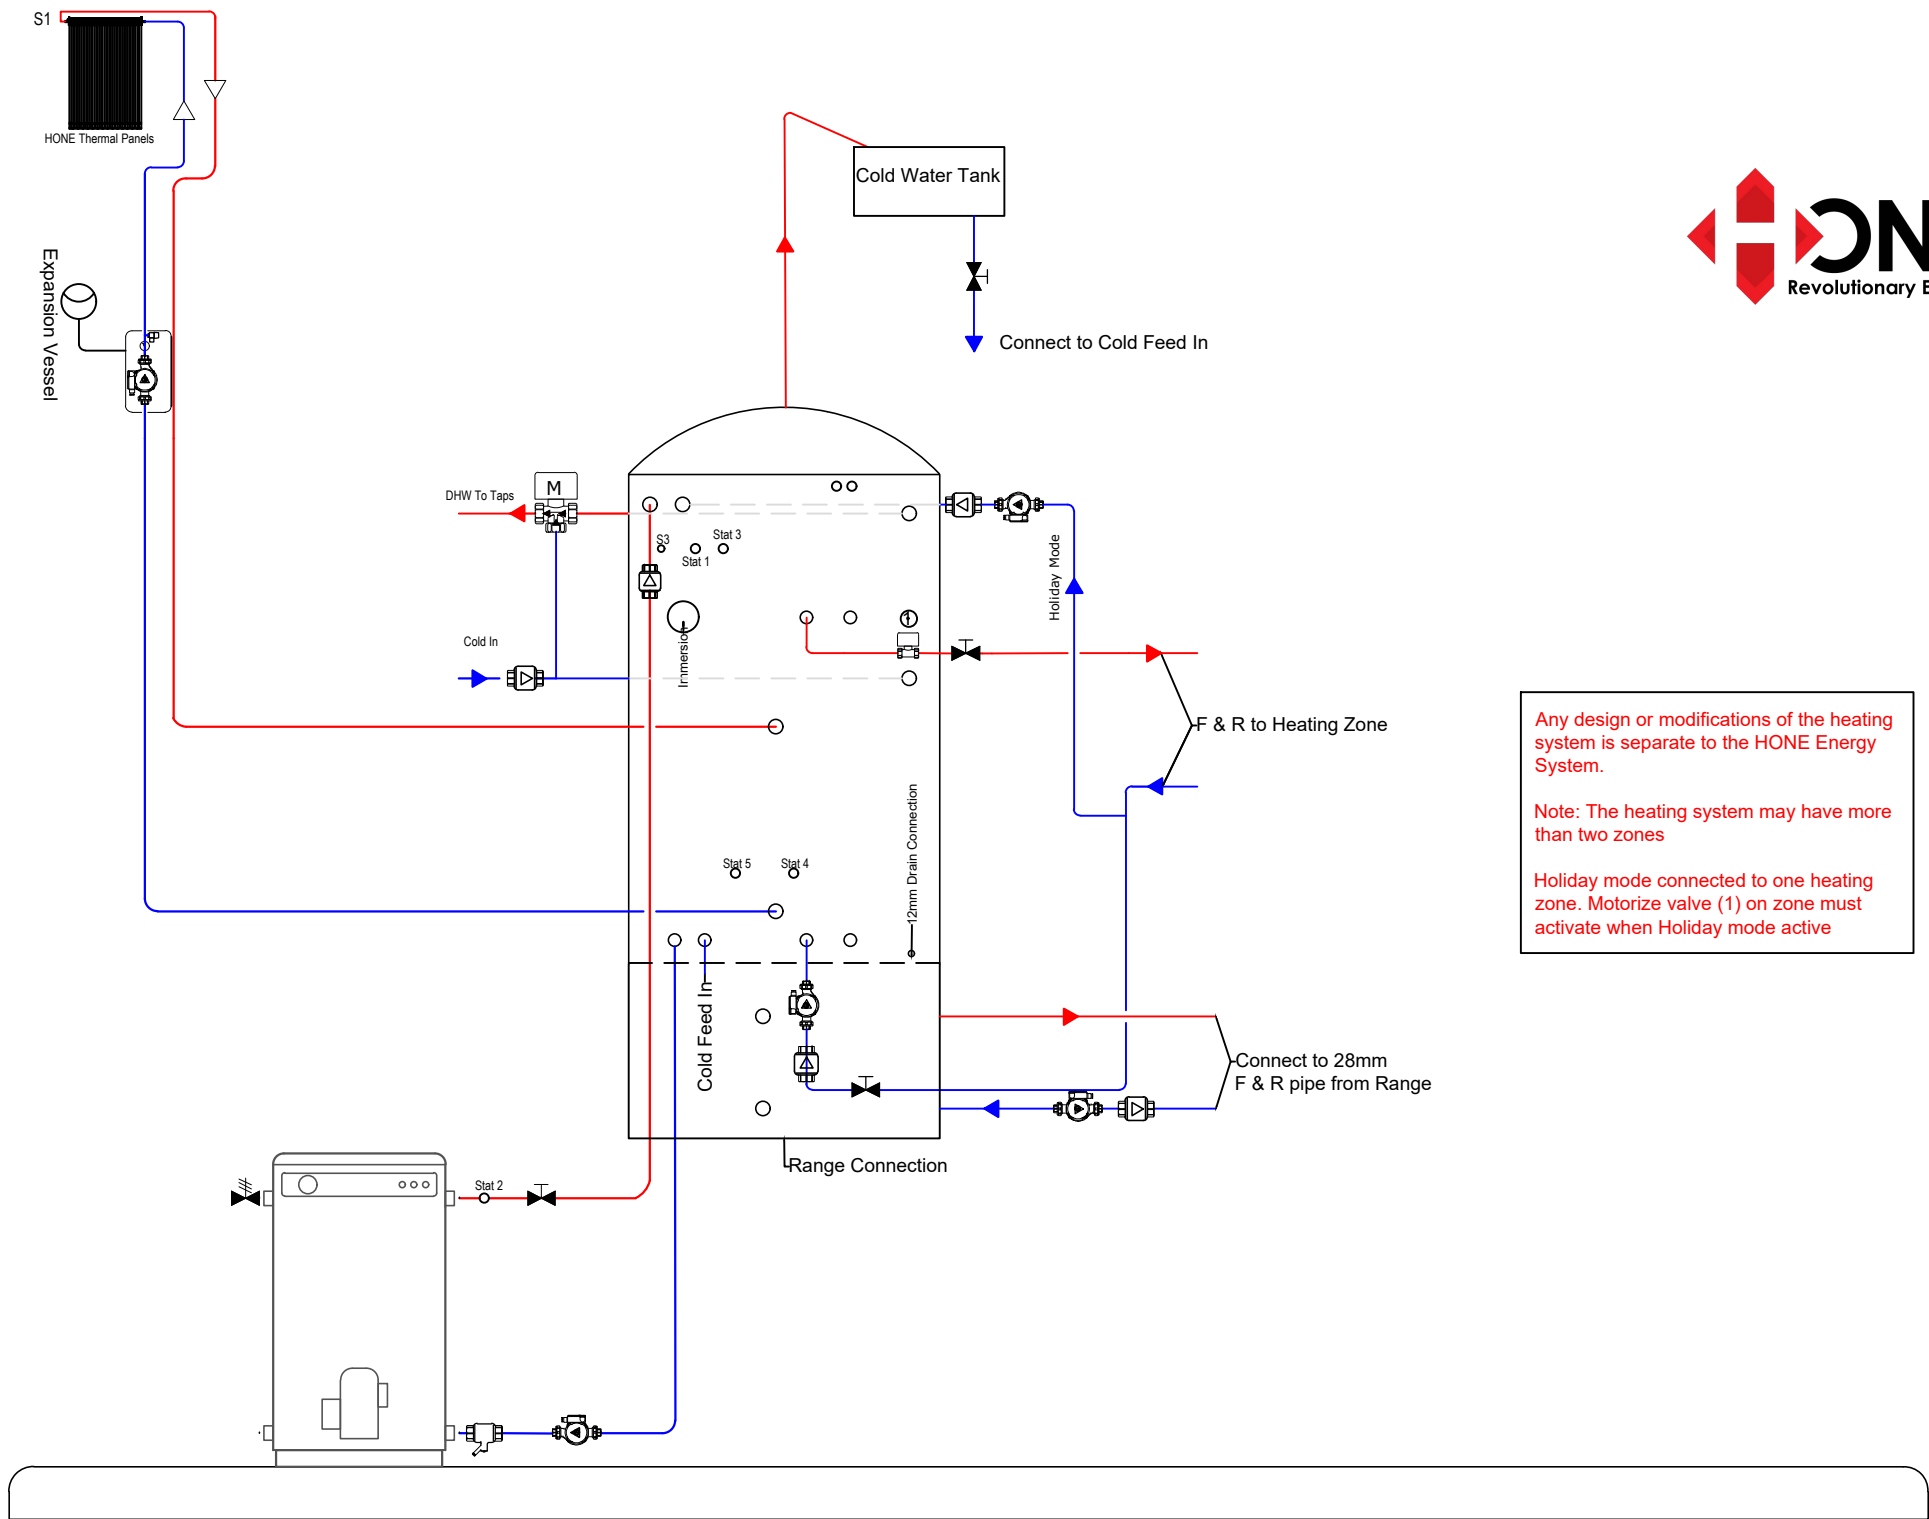 S1
HONE Thermal Panels
Cold Water Tank
HON
Revolutionary E
Expansion Vessel
Connect to Cold Feed In
DHW To Taps
M
S3
Stat 1
Stat 3
Holiday Mode
1
Cold In
Immersion
F & R to Heating Zone
Any design or modifications of the heating
system is separate to the HONE Energy
System.
Note: The heating system may have more
than two zones
Holiday mode connected to one heating
zone. Motorize valve (1) on zone must
activate when Holiday mode active
Stat 5
Stat 4
12mm Drain Connection
Cold Feed In
Connect to 28mm
F & R pipe from Range
Range Connection
Stat 2